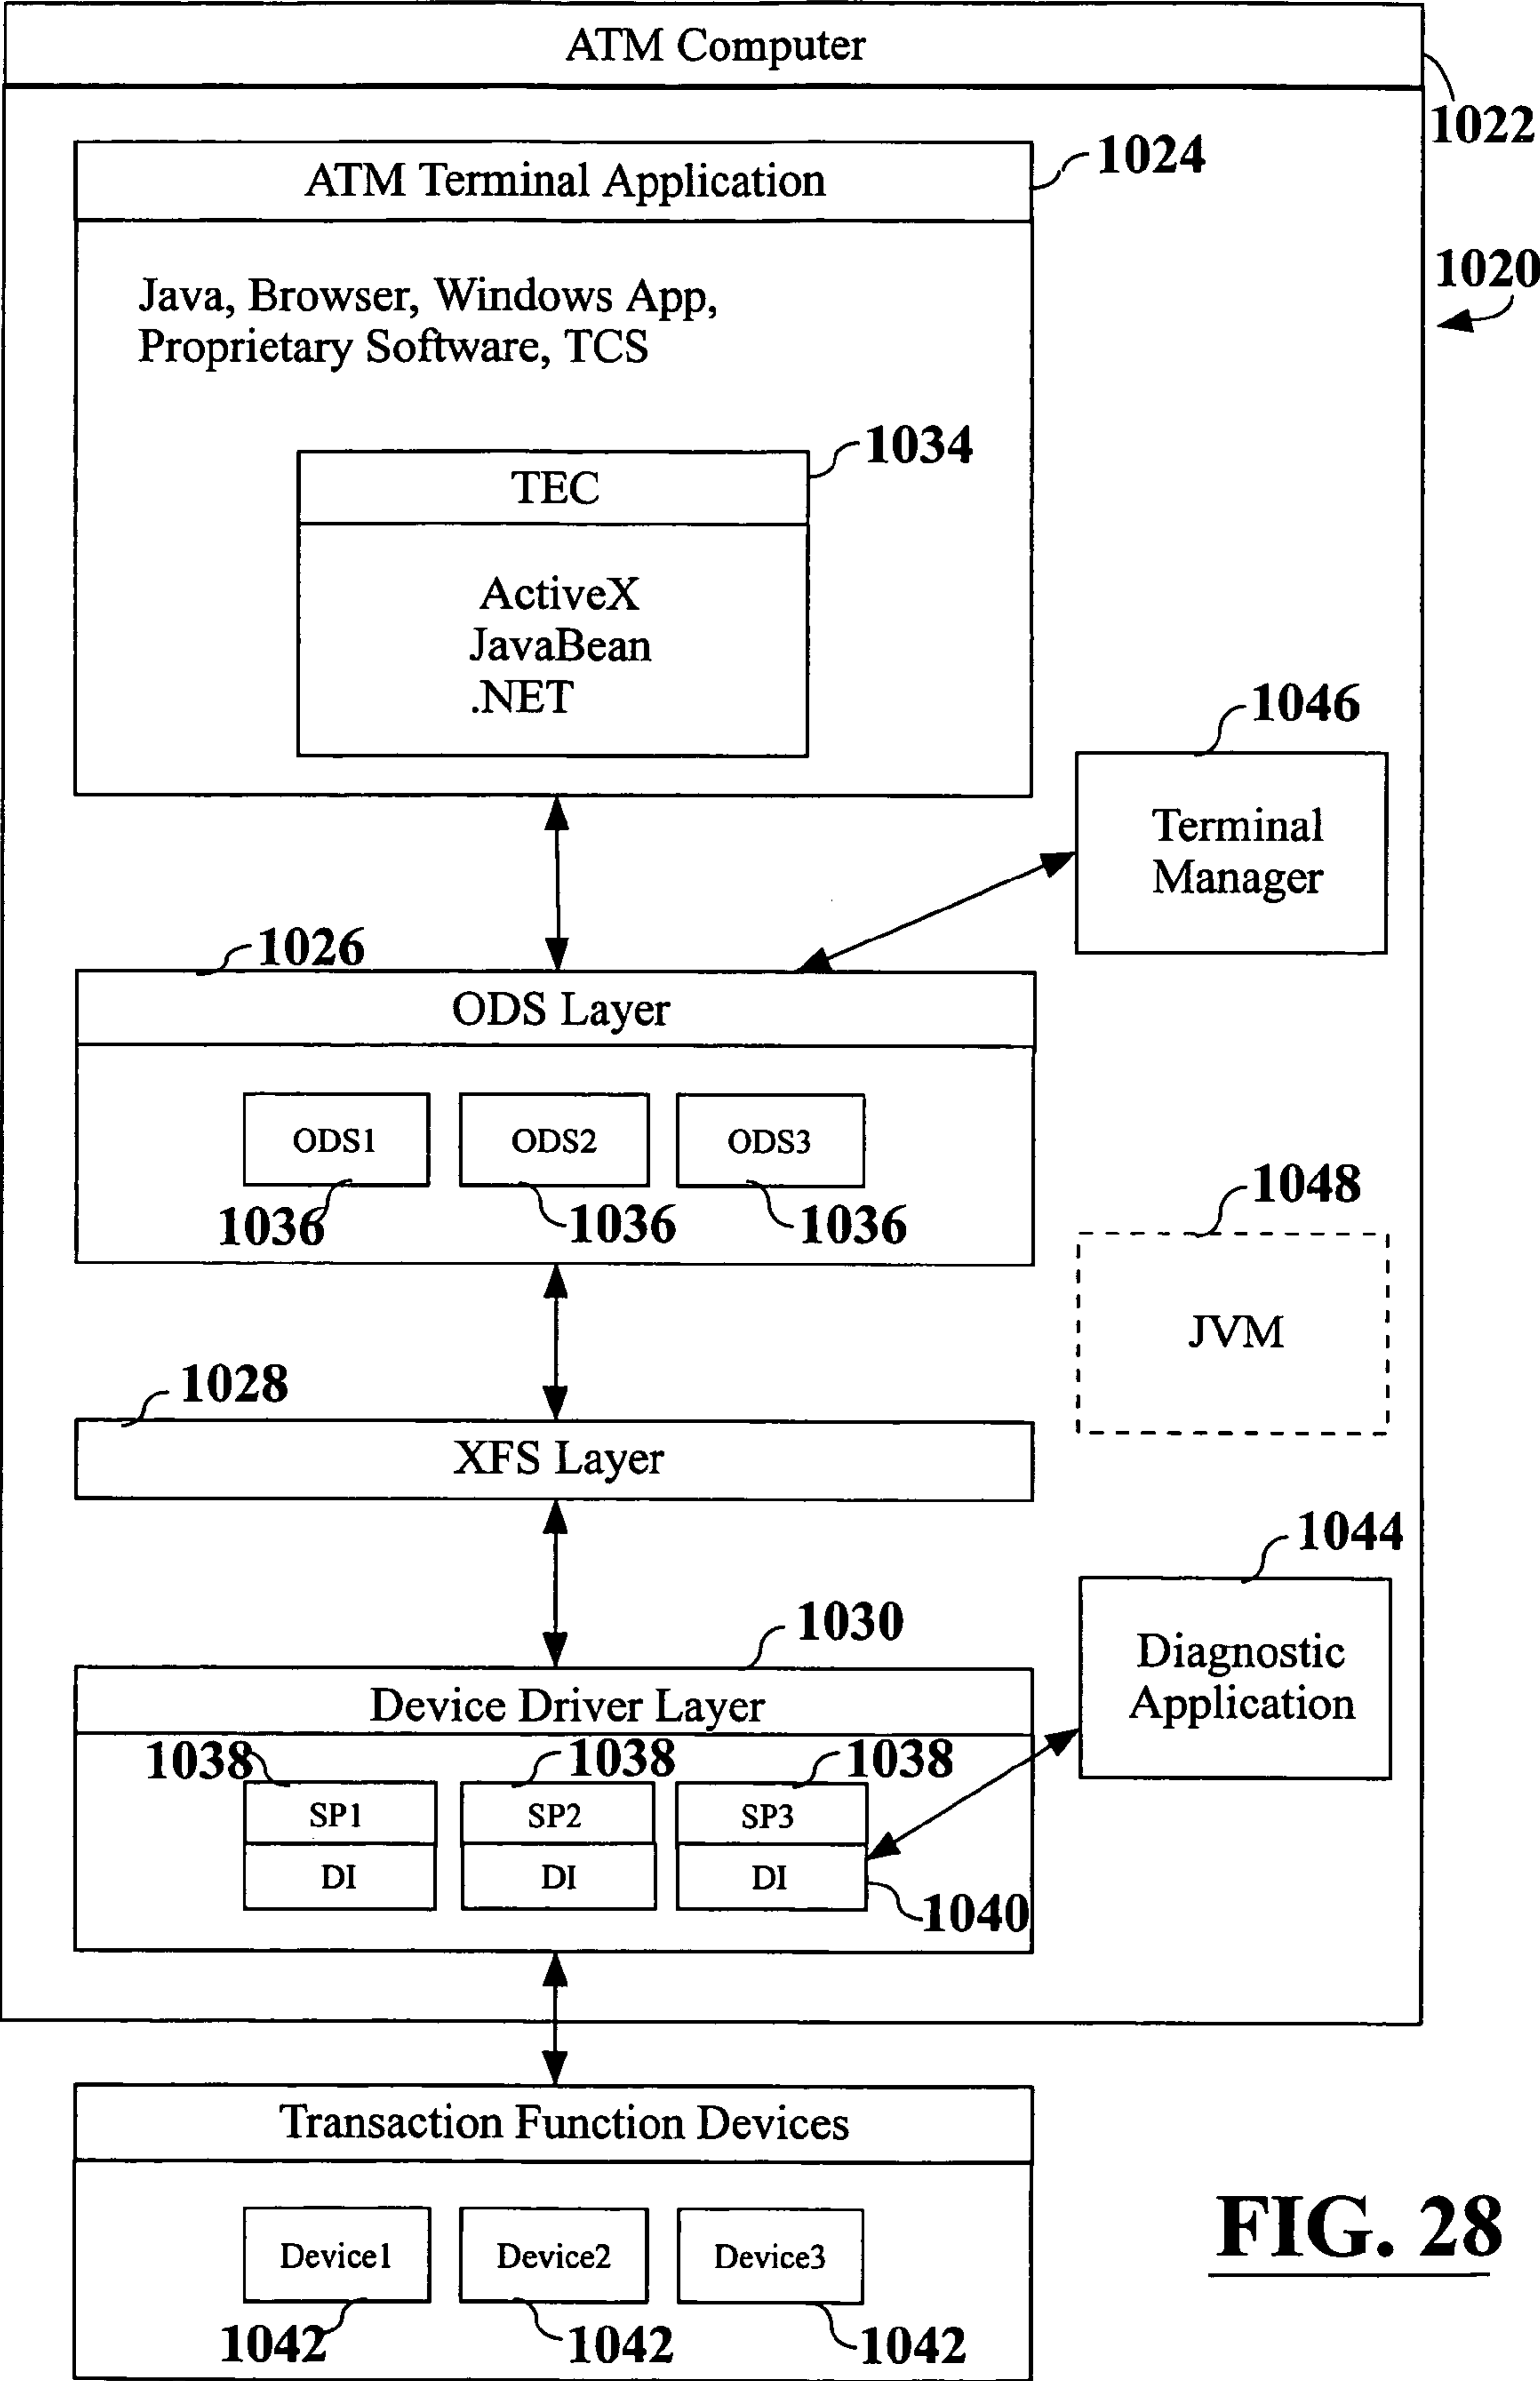 ATM Computer
1022
ATM Terminal Application
1024
1020
Java, Browser, Windows App,
Proprietary Software, TCS
1034
TEC
ActiveX
JavaBean
.NET
1046
Terminal
Manager
1026
ODS Layer
ODS1 ODS2 ODS3
1036 1036 1036
1048
JVM
1028
XFS Layer
1044
Diagnostic
Application
1030
Device Driver Layer
1038 1038 1038
SP1 SP2 SP3
DI DI DI
1040
Transaction Function Devices
Device1 Device2 Device3
1042 1042 1042
FIG. 28